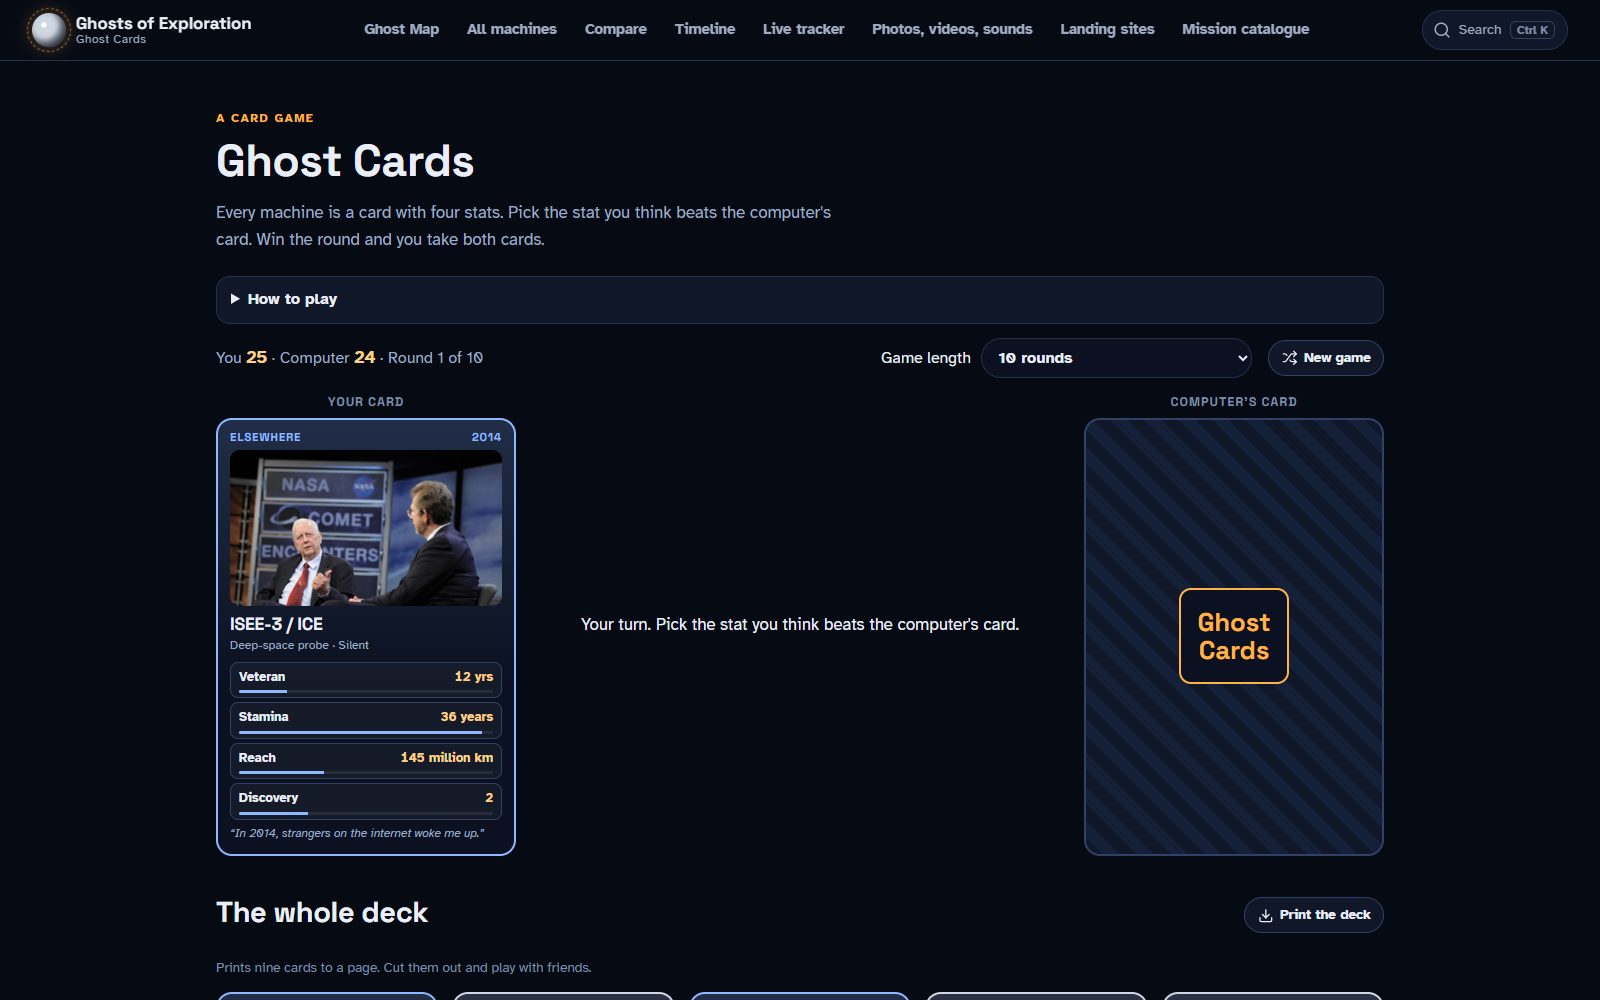 Ghosts of Exploration
Ghost Cards
Ghost Map
All machines
Compare
Timeline
Live tracker
Photos, videos, sounds
Landing sites
Mission catalogue
Search
Ctrl K
A CARD GAME
Ghost Cards
Every machine is a card with four stats. Pick the stat you think beats the computer's
card. Win the round and you take both cards.
How to play
You 25 · Computer 24 · Round 1 of 10
Game length
10 rounds
New game
YOUR CARD
COMPUTER'S CARD
ELSEWHERE
2014
NASA
NASA
COMET
ENCOUNTERS
ISEE-3 / ICE
Deep-space probe · Silent
Veteran
12 yrs
Stamina
36 years
Reach
145 million km
Discovery
2
“In 2014, strangers on the internet woke me up.”
Your turn. Pick the stat you think beats the computer's card.
Ghost
Cards
The whole deck
Print the deck
Prints nine cards to a page. Cut them out and play with friends.